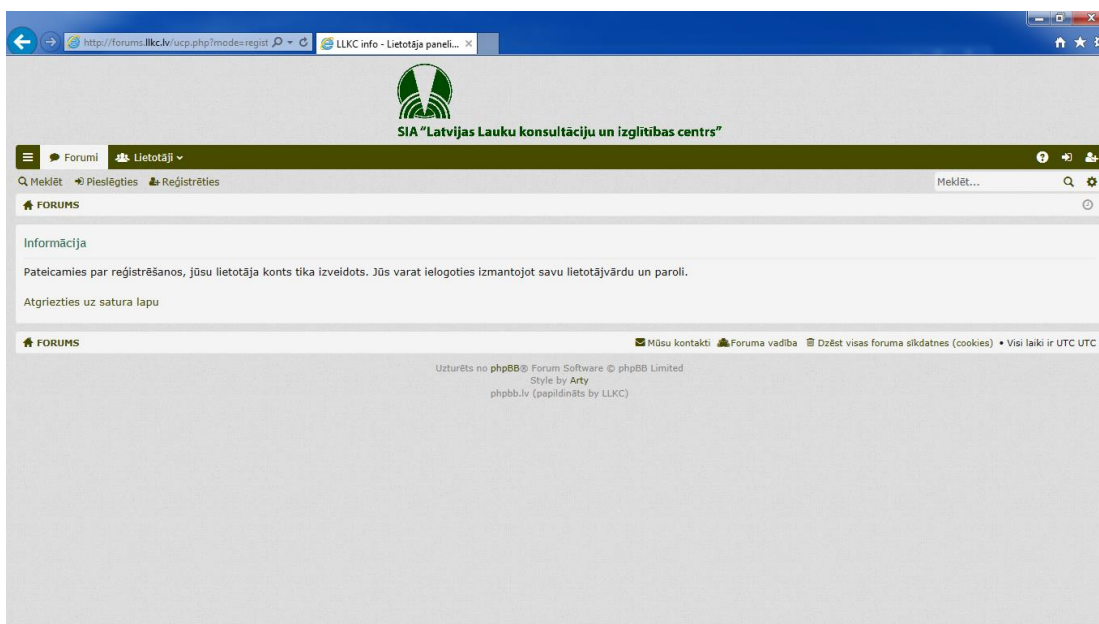 http://forums.llkc.lv/ucp.php?mode=regist
LLKC info - Lietotāja paneli...
SIA “Latvijas Lauku konsultāciju un izglītības centrs”
Forumi Lietotāji
Meklēt Pieslēgties Reģistrēties Meklēt...
FORUMS
Informācija
Pateicamies par reģistrēšanos, jūsu lietotāja konts tika izveidots. Jūs varat ielogoties izmantojot savu lietotājvārdu un paroli.
Atgriezties uz satura lapu
FORUMS Mūsu kontakti Foruma vadība Dzēst visas foruma sīkdatnes (cookies) • Visi laiki ir UTC UTC
Uzturēts no phpBB® Forum Software © phpBB Limited
Style by Arty
phpbb.lv (papildināts by LLKC)